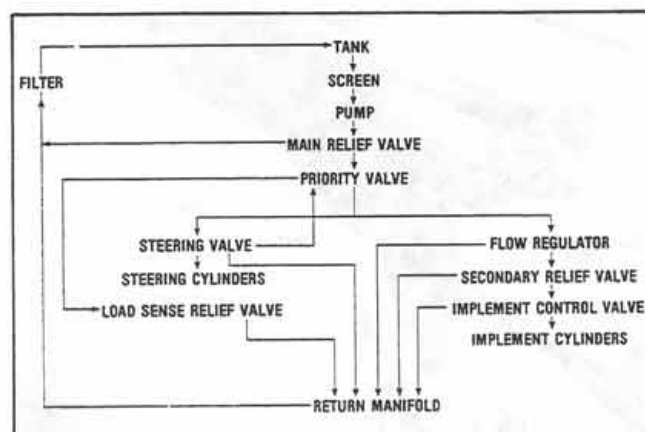 TANK
FILTER
SCREEN
PUMP
MAIN RELIEF VALVE
PRIORITY VALVE
STEERING VALVE
FLOW REGULATOR
STEERING CYLINDERS
SECONDARY RELIEF VALVE
LOAD SENSE RELIEF VALVE
IMPLEMENT CONTROL VALVE
IMPLEMENT CYLINDERS
RETURN MANIFOLD